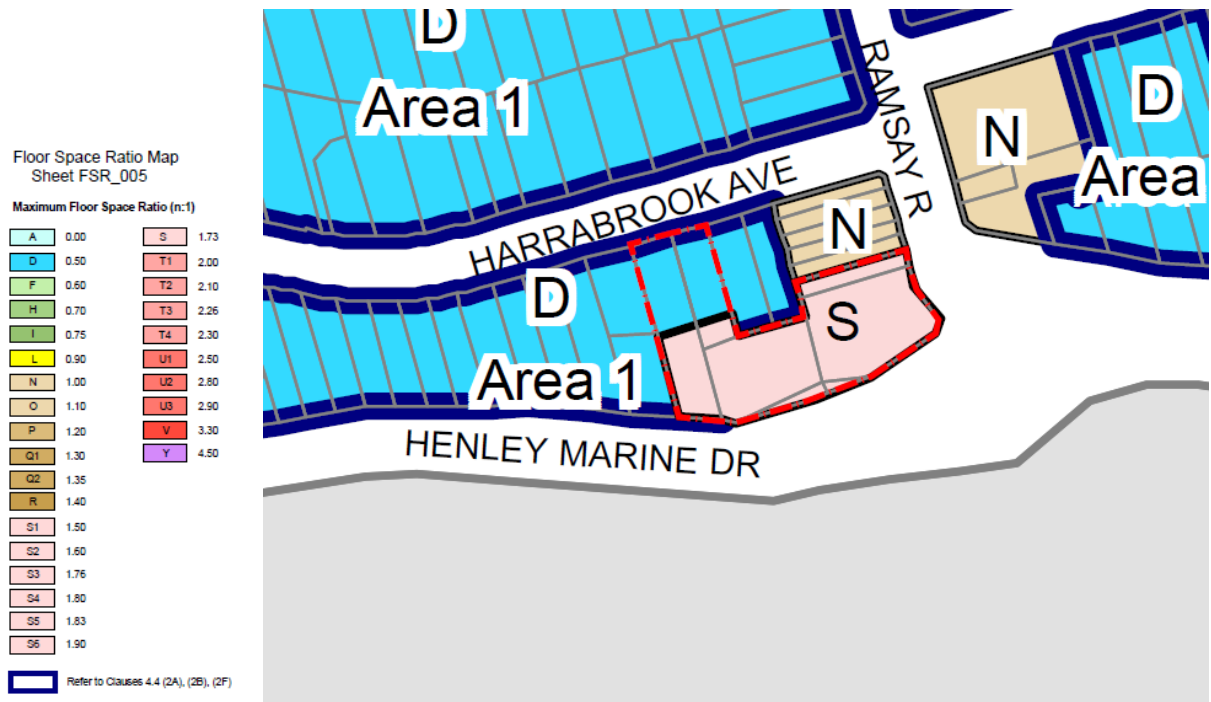 Floor Space Ratio Map
Sheet FSR_005
Maximum Floor Space Ratio (n:1)
A 0.00
D 0.50
F 0.60
H 0.70
I 0.75
L 0.90
N 1.00
O 1.10
P 1.20
Q1 1.30
Q2 1.35
R 1.40
S1 1.50
S2 1.60
S3 1.76
S4 1.80
S5 1.83
S6 1.90
S 1.73
T1 2.00
T2 2.10
T3 2.26
T4 2.30
U1 2.50
U2 2.80
U3 2.90
V 3.30
Y 4.50
Refer to Clauses 4.4 (2A), (2B), (2F)
D
Area 1
RAMSAY R
N
D
Area
HARRABROOK AVE
N
D
Area 1
S
HENLEY MARINE DR